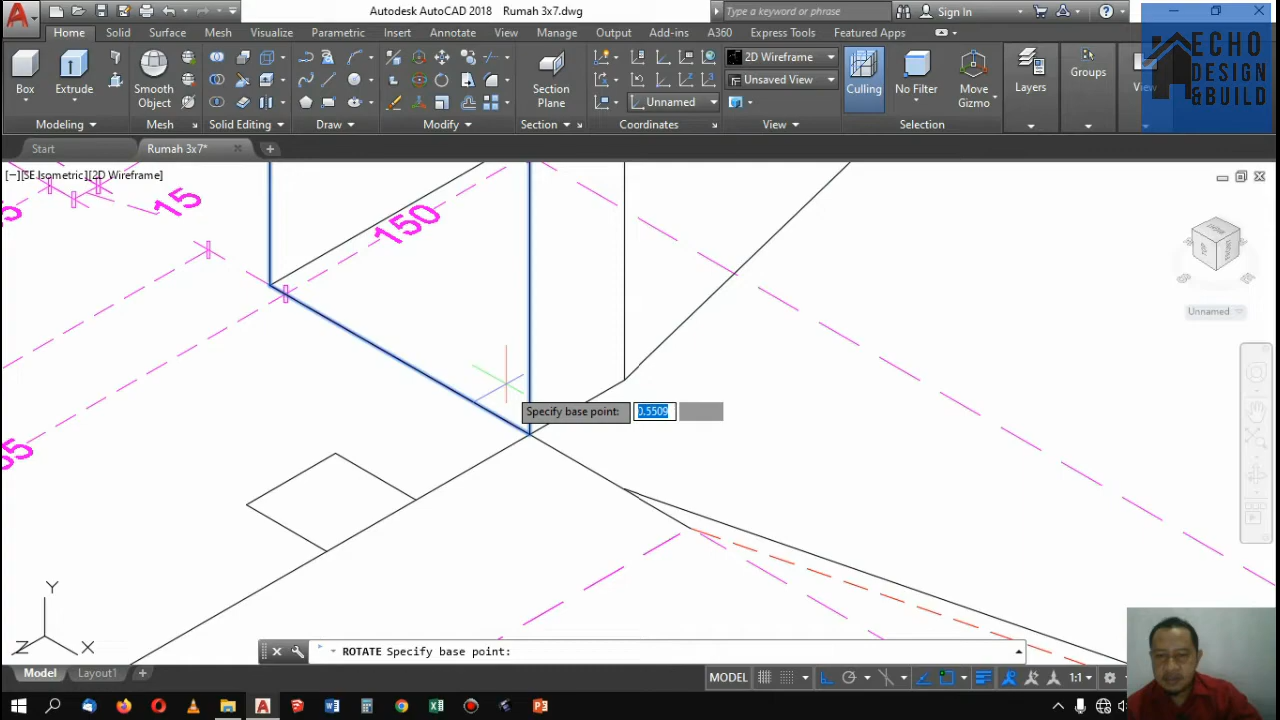 Autodesk AutoCAD 2018 Rumah 3x7.dwg
Type a keyword or phrase
Sign In
Home Solid Surface Mesh Visualize Parametric Insert Annotate View Manage Output Add-ins A360 Express Tools Featured Apps
ECHO
DESIGN
&BUILD
Box
Extrude
Smooth
Object
Section
Plane
2D Wireframe
Unsaved View
Unnamed
Culling
No Filter
Move
Gizmo
Layers
Groups
View
Modeling
Mesh
Solid Editing
Draw
Modify
Section
Coordinates
View
Selection
Start
Rumah 3x7*
[−][SE Isometric][2D Wireframe]
15
150
Unnamed
Specify base point: 0.5509
Y
Z
X
ROTATE Specify base point:
Model
Layout1
MODEL
1:1